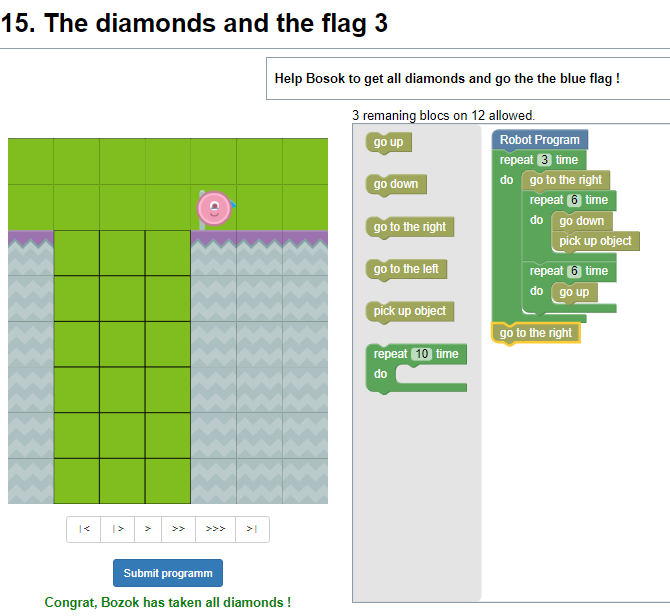 15. The diamonds and the flag 3
Help Bosok to get all diamonds and go the the blue flag !
3 remaning blocs on 12 allowed.
go up
go down
go to the right
go to the left
pick up object
repeat 10 time
do
Robot Program
repeat 3 time
do go to the right
repeat 6 time
do go down
pick up object
repeat 6 time
do go up
go to the right
|< |> > >> >>> >|
Submit programm
Congrat, Bozok has taken all diamonds !